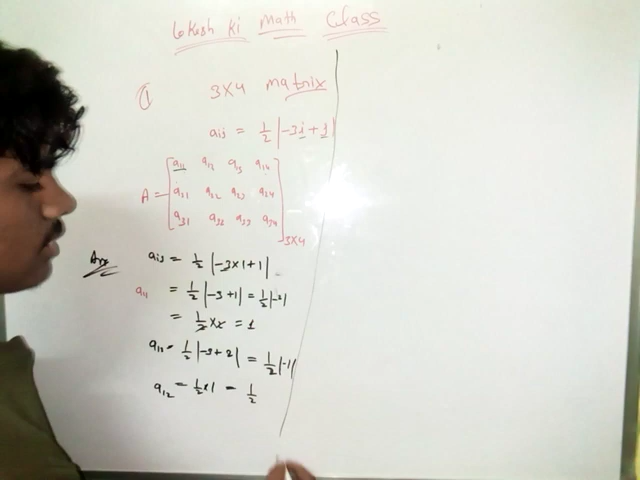 Lokesh ki Math Class
① 3×4 matrix
aij = 1/2 |-3i + j|
a11 a12 a13 a14
A = a21 a22 a23 a24
a31 a32 a33 a34
3×4
Ans aij = 1/2 |-3×1+1|
a11 = 1/2 |-3+1| = 1/2 |-2|
= 1/2 × 2 = 1
a12 = 1/2 |-3+2| = 1/2 |-1|
a12 = 1/2 × 1 = 1/2